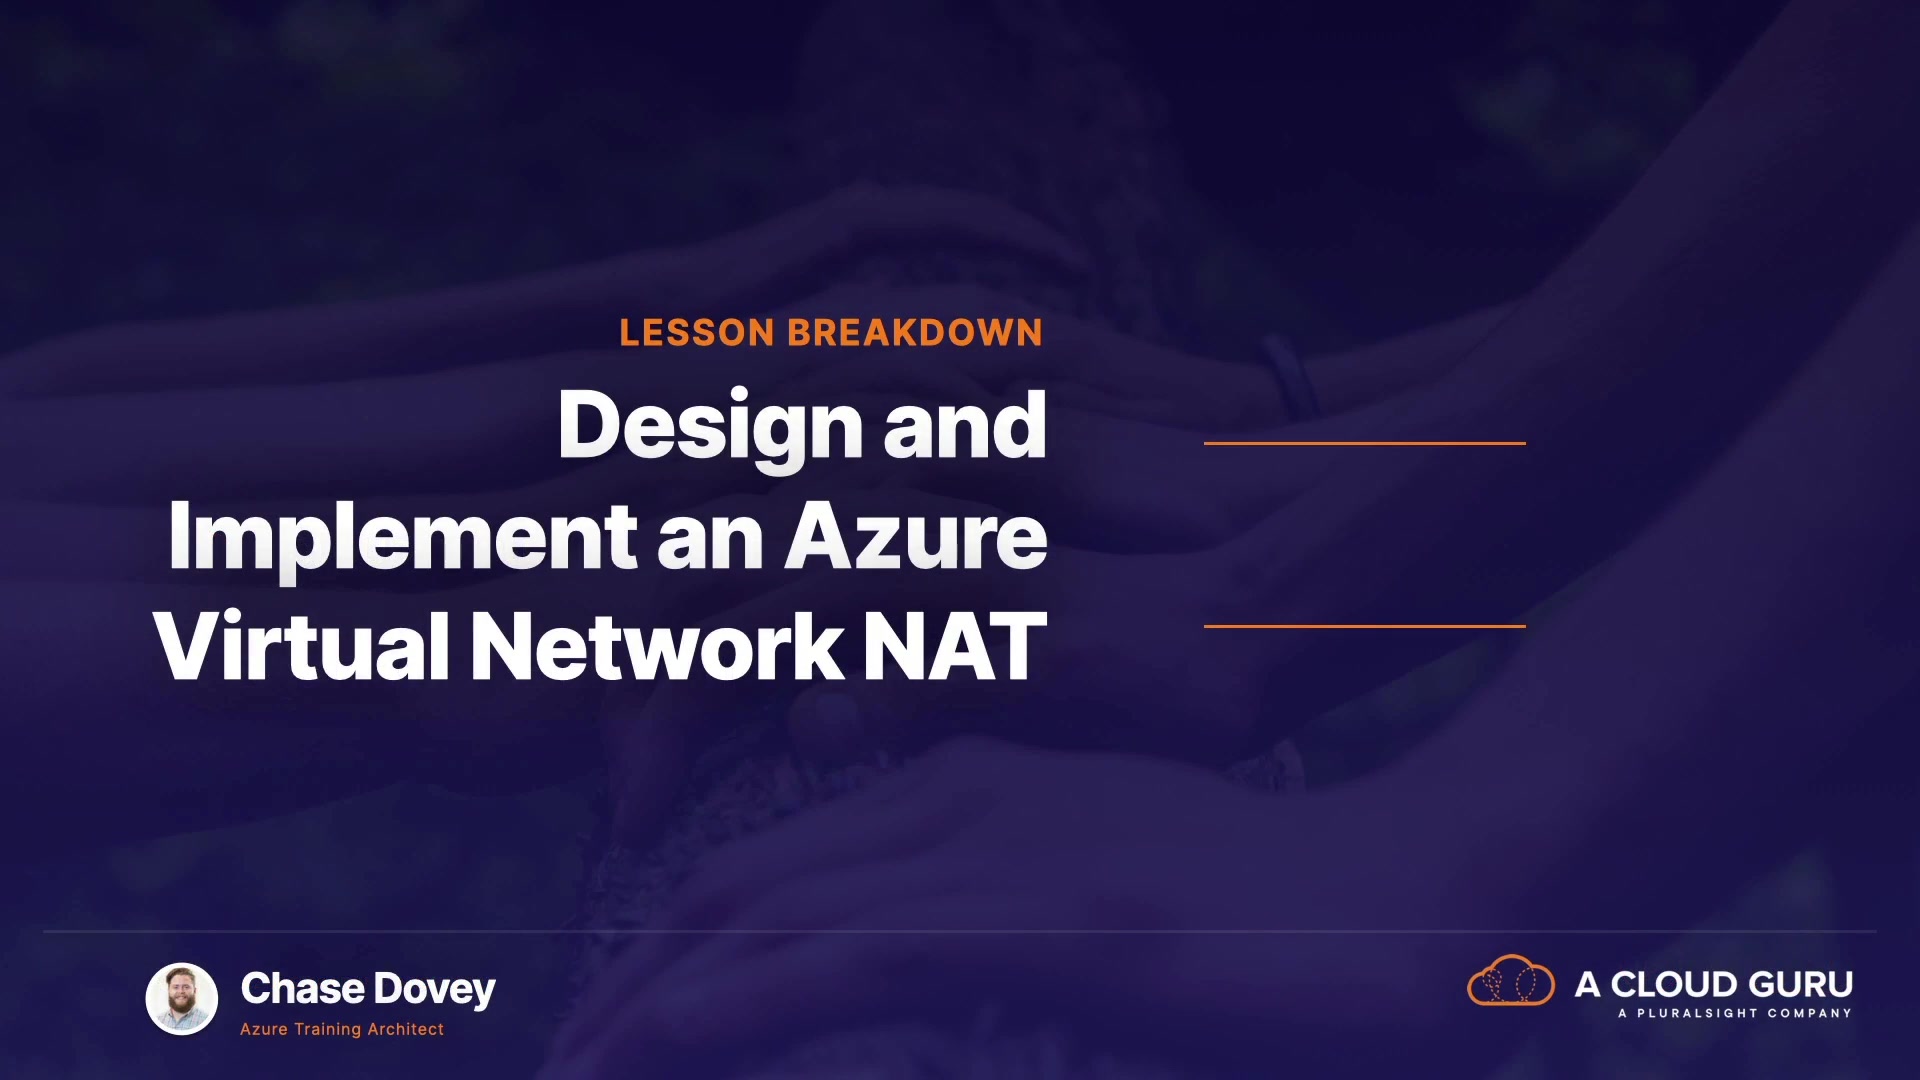 LESSON BREAKDOWN
Design and
Implement an Azure
Virtual Network NAT
Chase Dovey
Azure Training Architect
A CLOUD GURU
A PLURALSIGHT COMPANY